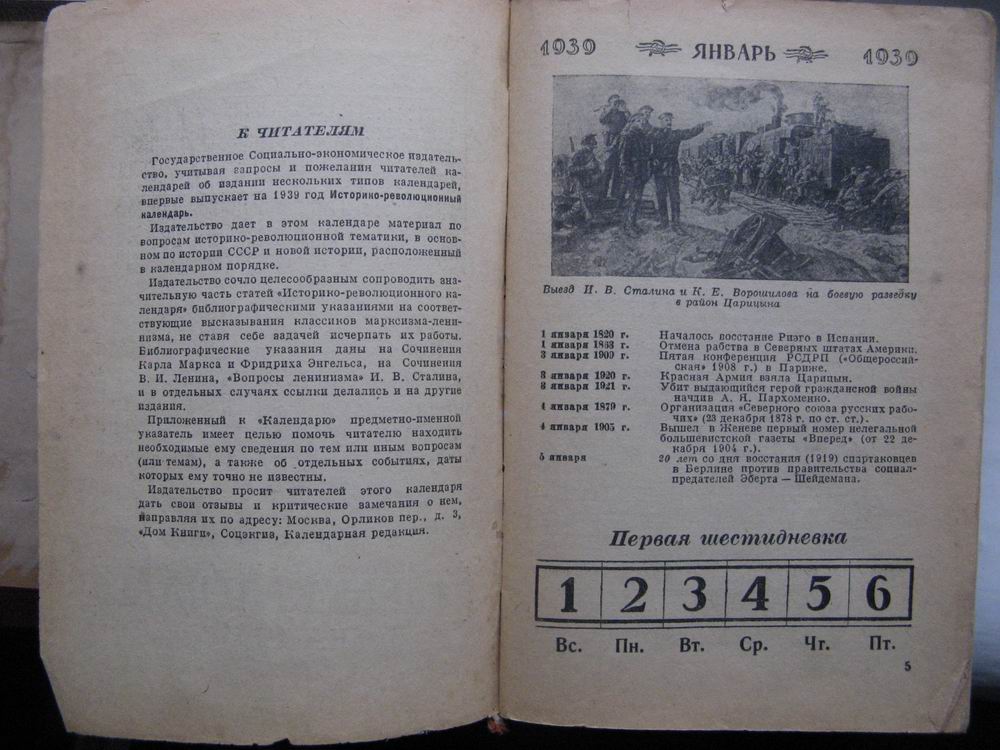 К ЧИТАТЕЛЯМ
Государственное Социально-экономическое издатель-
ство, учитывая запросы и пожелания читателей ка-
лендарей об издании нескольких типов календарей,
впервые выпускает на 1939 год Историко-революционный
календарь.
Издательство дает в этом календаре материал по
вопросам историко-революционной тематики, в основ-
ном по истории СССР и новой истории, расположенный
в календарном порядке.
Издательство сочло целесообразным сопроводить зна-
чительную часть статей «Историко-революционного ка-
лендаря» библиографическими указаниями на соответ-
ствующие высказывания классиков марксизма-лени-
низма, не ставя себе задачей исчерпать их работы.
Библиографические указания даны на Сочинения
Карла Маркса и Фридриха Энгельса, на Сочинения
В. И. Ленина, «Вопросы ленинизма» И. В. Сталина,
и в отдельных случаях ссылки делались и на другие
издания.
Приложенный к «Календарю» предметно-именной
указатель имеет целью помочь читателю находить
необходимые ему сведения по тем или иным вопросам
(или темам), а также об отдельных событиях, даты
которых ему точно не известны.
Издательство просит читателей этого календаря
дать свои отзывы и критические замечания о нем,
направляя их по адресу: Москва, Орликов пер., д. 3,
«Дом Книги», Соцэкгиз, Календарная редакция.
1939 ЯНВАРЬ 1939
Выезд И. В. Сталина и К. Е. Ворошилова на боевую разведку
в район Царицына
1 января 1820 г. Началось восстание Риэго в Испании.
1 января 1863 г. Отмена рабства в Северных штатах Америки.
3 января 1909 г. Пятая конференция РСДРП («Общероссий-
ская» 1908 г.) в Париже.
3 января 1920 г. Красная Армия взяла Царицын.
3 января 1921 г. Убит выдающийся герой гражданской войны
начдив А. Я. Пархоменко.
4 января 1879 г. Организация «Северного союза русских рабо-
чих» (23 декабря 1878 г. по ст. ст.).
4 января 1905 г. Вышел в Женеве первый номер нелегальной
большевистской газеты «Вперед» (от 22 де-
кабря 1904 г.).
5 января 20 лет со дня восстания (1919) спартаковцев
в Берлине против правительства социал-
предателей Эберта — Шейдемана.
Первая шестидневка
1 2 3 4 5 6
Вс. Пн. Вт. Ср. Чт. Пт.
5